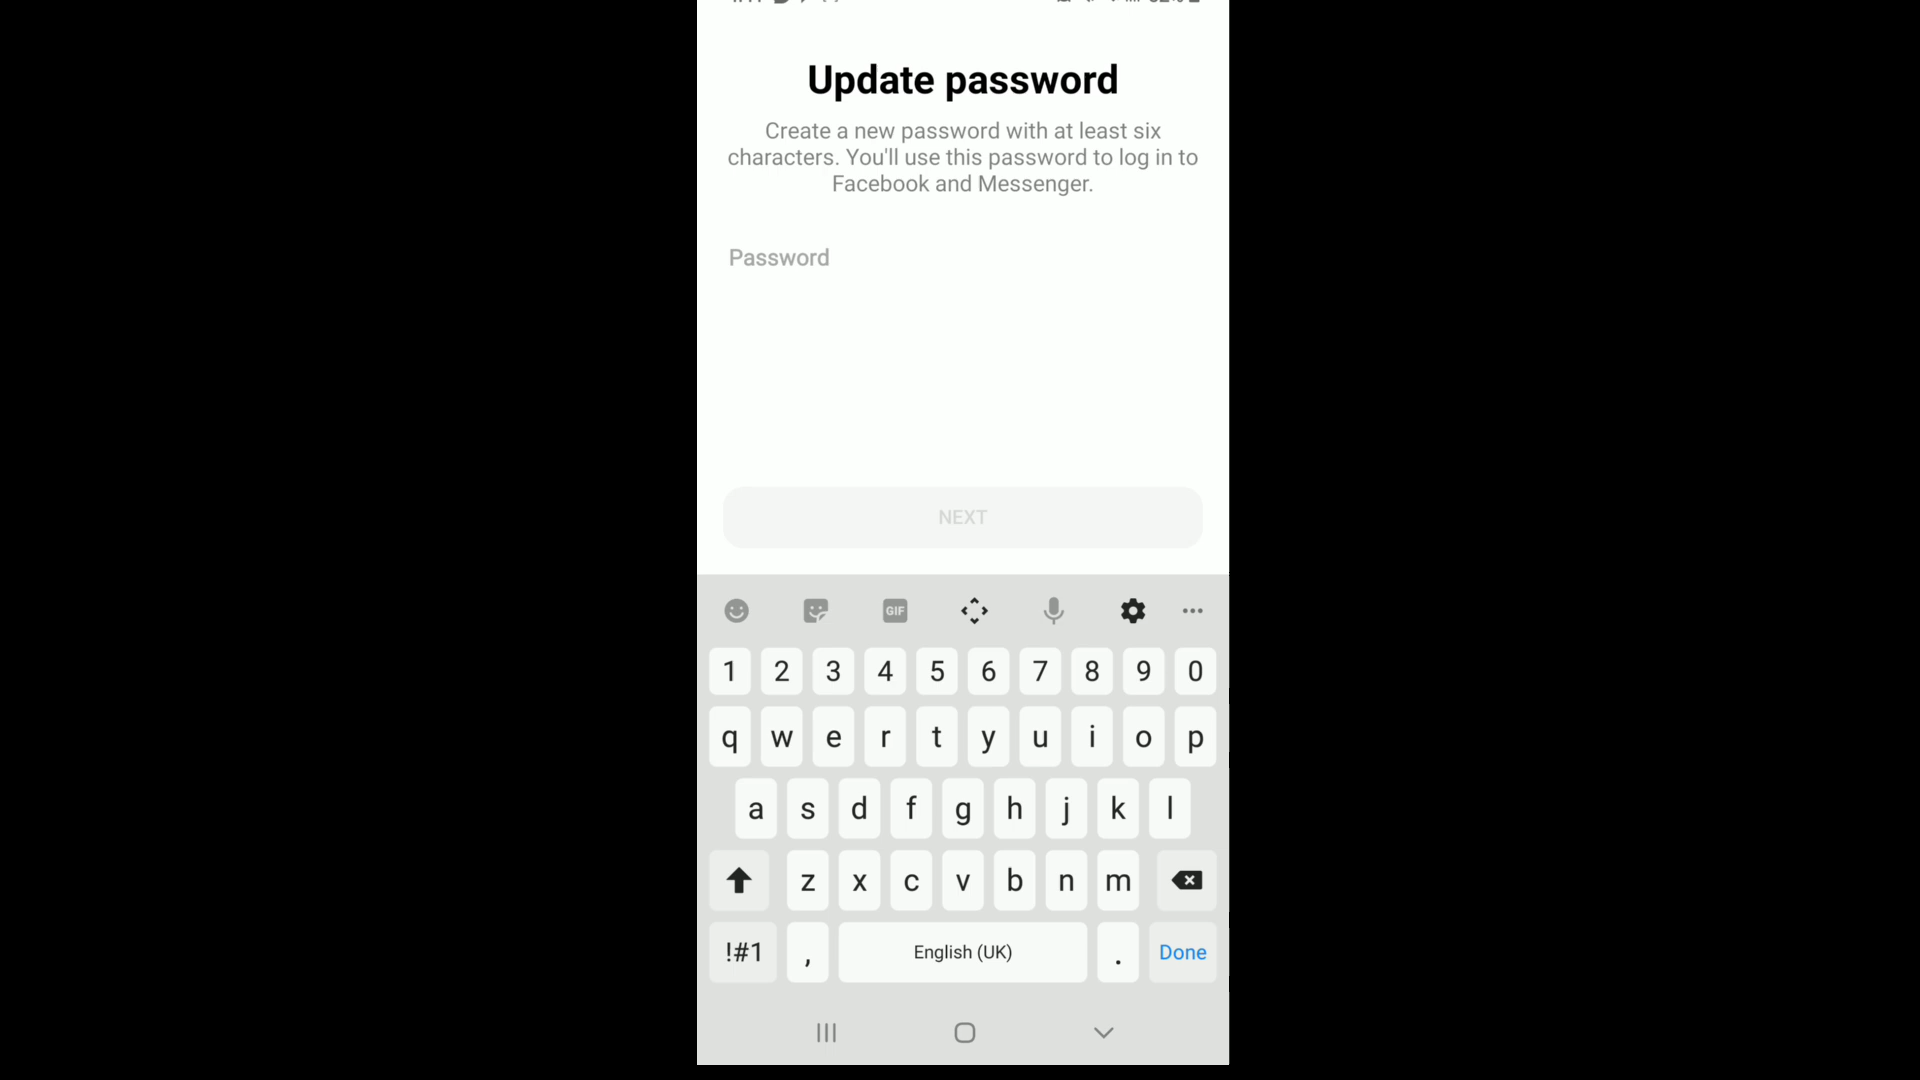 Update password
Create a new password with at least six
characters. You'll use this password to log in to
Facebook and Messenger.
Password
NEXT
GIF
1 2 3 4 5 6 7 8 9 0
q w e r t y u i o p
a s d f g h j k l
z x c v b n m
!#1 , English (UK) . Done